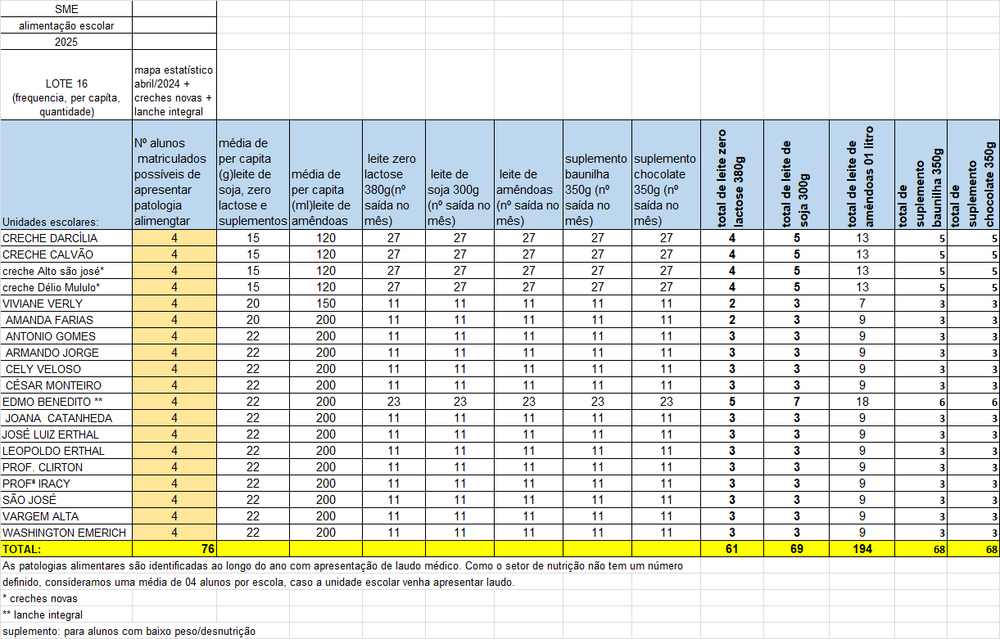 SME
alimentação escolar
2025
LOTE 16
(frequencia, per capíta,
quantidade)
mapa estatístico
abril/2024 +
creches novas +
lanche integral
Unidades escolares:
Nº alunos
matriculados
possíveis de
apresentar
patologia
alimengtar
média de
per capita
(g)leite de
soja, zero
lactose e
suplementos
média de
per capita
(ml)leite de
amêndoas
leite zero
lactose
380g(nº
saída no
mês)
leite de
soja 300g
(nº saída no
mês)
leite de
amêndoas
(nº saída no
mês)
suplemento
baunilha
350g (nº
saída no
mês)
suplemento
chocolate
350g (nº
saída no
mês)
total de leite zero
lactose 380g
total de leite de
soja 300g
total de leite de
amêndoas 01 litro
total de
suplemento
baunilha 350g
total de
suplemento
chocolate 350g
CRECHE DARCÍLIA 4 15 120 27 27 27 27 27 4 5 13 5 5
CRECHE CALVÃO 4 15 120 27 27 27 27 27 4 5 13 5 5
creche Alto são josé* 4 15 120 27 27 27 27 27 4 5 13 5 5
creche Délio Mululo* 4 15 120 27 27 27 27 27 4 5 13 5 5
VIVIANE VERLY 4 20 150 11 11 11 11 11 2 3 7 3 3
AMANDA FARIAS 4 20 200 11 11 11 11 11 2 3 9 3 3
ANTONIO GOMES 4 22 200 11 11 11 11 11 3 3 9 3 3
ARMANDO JORGE 4 22 200 11 11 11 11 11 3 3 9 3 3
CELY VELOSO 4 22 200 11 11 11 11 11 3 3 9 3 3
CÉSAR MONTEIRO 4 22 200 11 11 11 11 11 3 3 9 3 3
EDMO BENEDITO ** 4 22 200 23 23 23 23 23 5 7 18 6 6
JOANA CATANHEDA 4 22 200 11 11 11 11 11 3 3 9 3 3
JOSÉ LUIZ ERTHAL 4 22 200 11 11 11 11 11 3 3 9 3 3
LEOPOLDO ERTHAL 4 22 200 11 11 11 11 11 3 3 9 3 3
PROF. CLIRTON 4 22 200 11 11 11 11 11 3 3 9 3 3
PROFª IRACY 4 22 200 11 11 11 11 11 3 3 9 3 3
SÃO JOSÉ 4 22 200 11 11 11 11 11 3 3 9 3 3
VARGEM ALTA 4 22 200 11 11 11 11 11 3 3 9 3 3
WASHINGTON EMERICH 4 22 200 11 11 11 11 11 3 3 9 3 3
TOTAL: 76 61 69 194 68 68
As patologias alimentares são identificadas ao longo do ano com apresentação de laudo médico. Como o setor de nutrição não tem um número
definido, consideramos uma média de 04 alunos por escola, caso a unidade escolar venha apresentar laudo.
* creches novas
** lanche integral
suplemento: para alunos com baixo peso/desnutrição